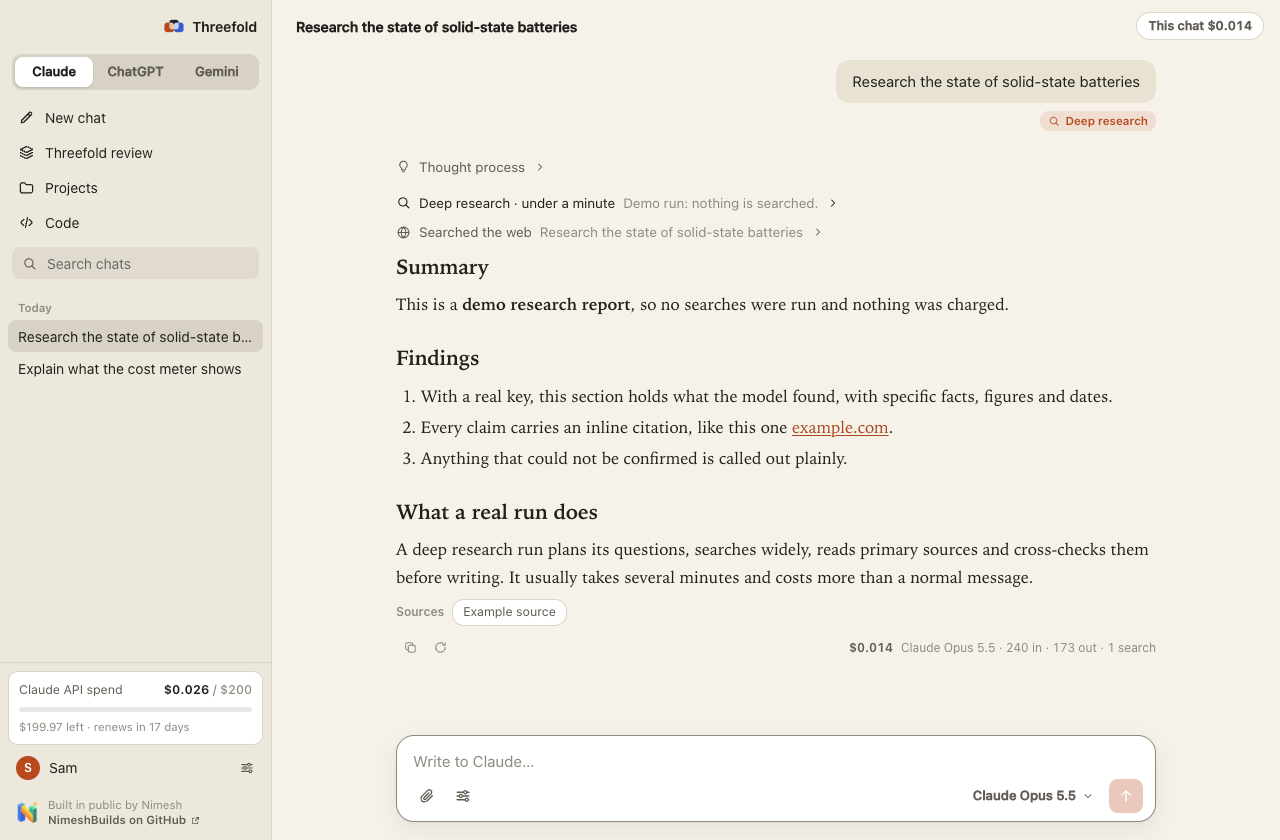 Threefold
Claude
ChatGPT
Gemini
New chat
Threefold review
Projects
Code
Search chats
Today
Research the state of solid-state b...
Explain what the cost meter shows
Claude API spend $0.026 / $200
$199.97 left · renews in 17 days
S Sam
Built in public by Nimesh
NimeshBuilds on GitHub
Research the state of solid-state batteries
This chat $0.014
Research the state of solid-state batteries
Deep research
Thought process
Deep research · under a minute Demo run: nothing is searched.
Searched the web Research the state of solid-state batteries
Summary
This is a demo research report, so no searches were run and nothing was charged.
Findings
1. With a real key, this section holds what the model found, with specific facts, figures and dates.
2. Every claim carries an inline citation, like this one example.com.
3. Anything that could not be confirmed is called out plainly.
What a real run does
A deep research run plans its questions, searches widely, reads primary sources and cross-checks them
before writing. It usually takes several minutes and costs more than a normal message.
Sources Example source
$0.014 Claude Opus 5.5 · 240 in · 173 out · 1 search
Write to Claude...
Claude Opus 5.5